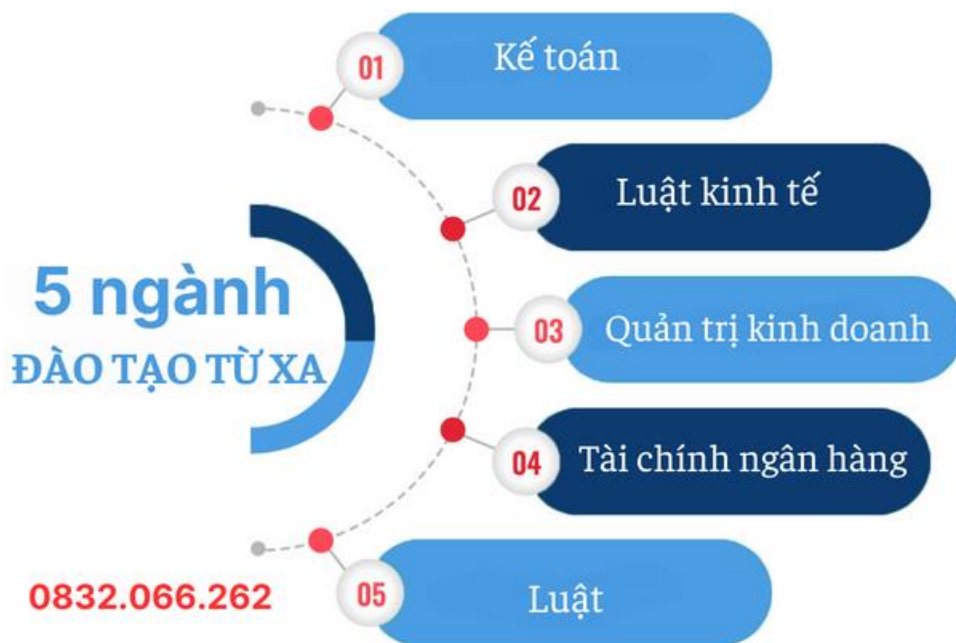 01
Kế toán
02
Luật kinh tế
5 ngành
ĐÀO TẠO TỪ XA
03
Quản trị kinh doanh
04
Tài chính ngân hàng
0832.066.262
05
Luật